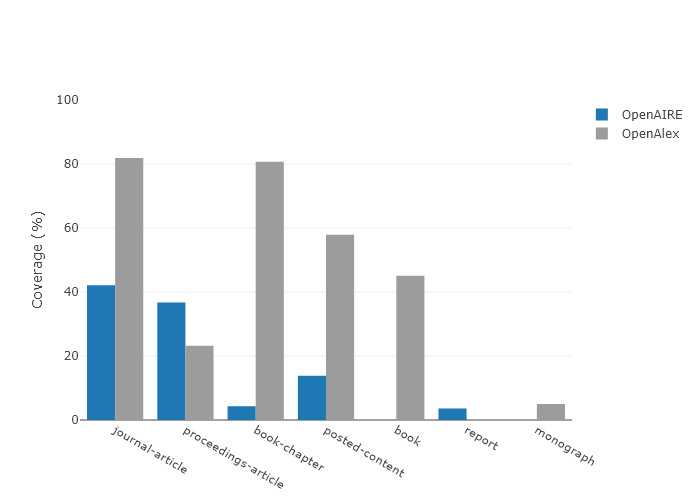 100
80
60
40
20
0
Coverage (%)
journal-article
proceedings-article
book-chapter
posted-content
book
report
monograph
OpenAIRE
OpenAlex